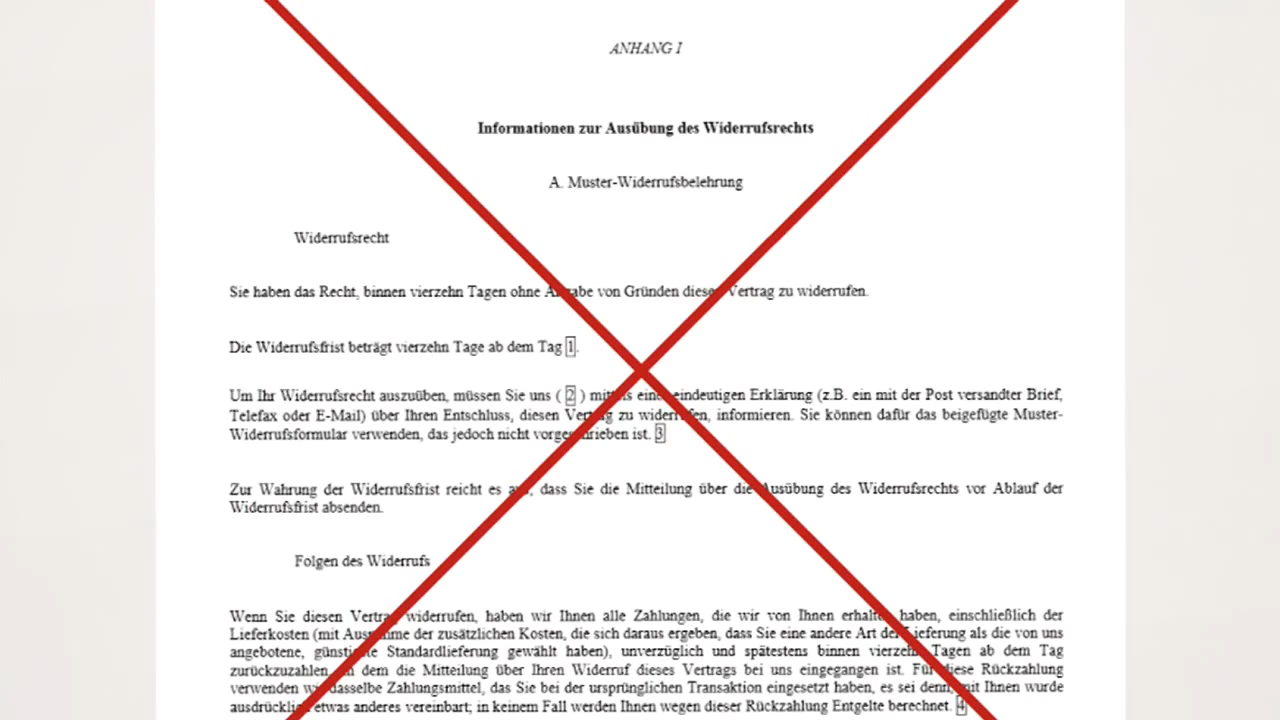 ANHANG I
Informationen zur Ausübung des Widerrufsrechts
A. Muster-Widerrufsbelehrung
Widerrufsrecht
Sie haben das Recht, binnen vierzehn Tagen ohne Angabe von Gründen diesen Vertrag zu widerrufen.
Die Widerrufsfrist beträgt vierzehn Tage ab dem Tag 1.
Um Ihr Widerrufsrecht auszuüben, müssen Sie uns ( 2 ) mittels einer eindeutigen Erklärung (z.B. ein mit der Post versandter Brief,
Telefax oder E-Mail) über Ihren Entschluss, diesen Vertrag zu widerrufen, informieren. Sie können dafür das beigefügte Muster-
Widerrufsformular verwenden, das jedoch nicht vorgeschrieben ist. 3
Zur Wahrung der Widerrufsfrist reicht es aus, dass Sie die Mitteilung über die Ausübung des Widerrufsrechts vor Ablauf der
Widerrufsfrist absenden.
Folgen des Widerrufs
Wenn Sie diesen Vertrag widerrufen, haben wir Ihnen alle Zahlungen, die wir von Ihnen erhalten haben, einschließlich der
Lieferkosten (mit Ausnahme der zusätzlichen Kosten, die sich daraus ergeben, dass Sie eine andere Art der Lieferung als die von uns
angebotene, günstigste Standardlieferung gewählt haben), unverzüglich und spätestens binnen vierzehn Tagen ab dem Tag
zurückzuzahlen, an dem die Mitteilung über Ihren Widerruf dieses Vertrags bei uns eingegangen ist. Für diese Rückzahlung
verwenden wir dasselbe Zahlungsmittel, das Sie bei der ursprünglichen Transaktion eingesetzt haben, es sei denn, mit Ihnen wurde
ausdrücklich etwas anderes vereinbart; in keinem Fall werden Ihnen wegen dieser Rückzahlung Entgelte berechnet. 4